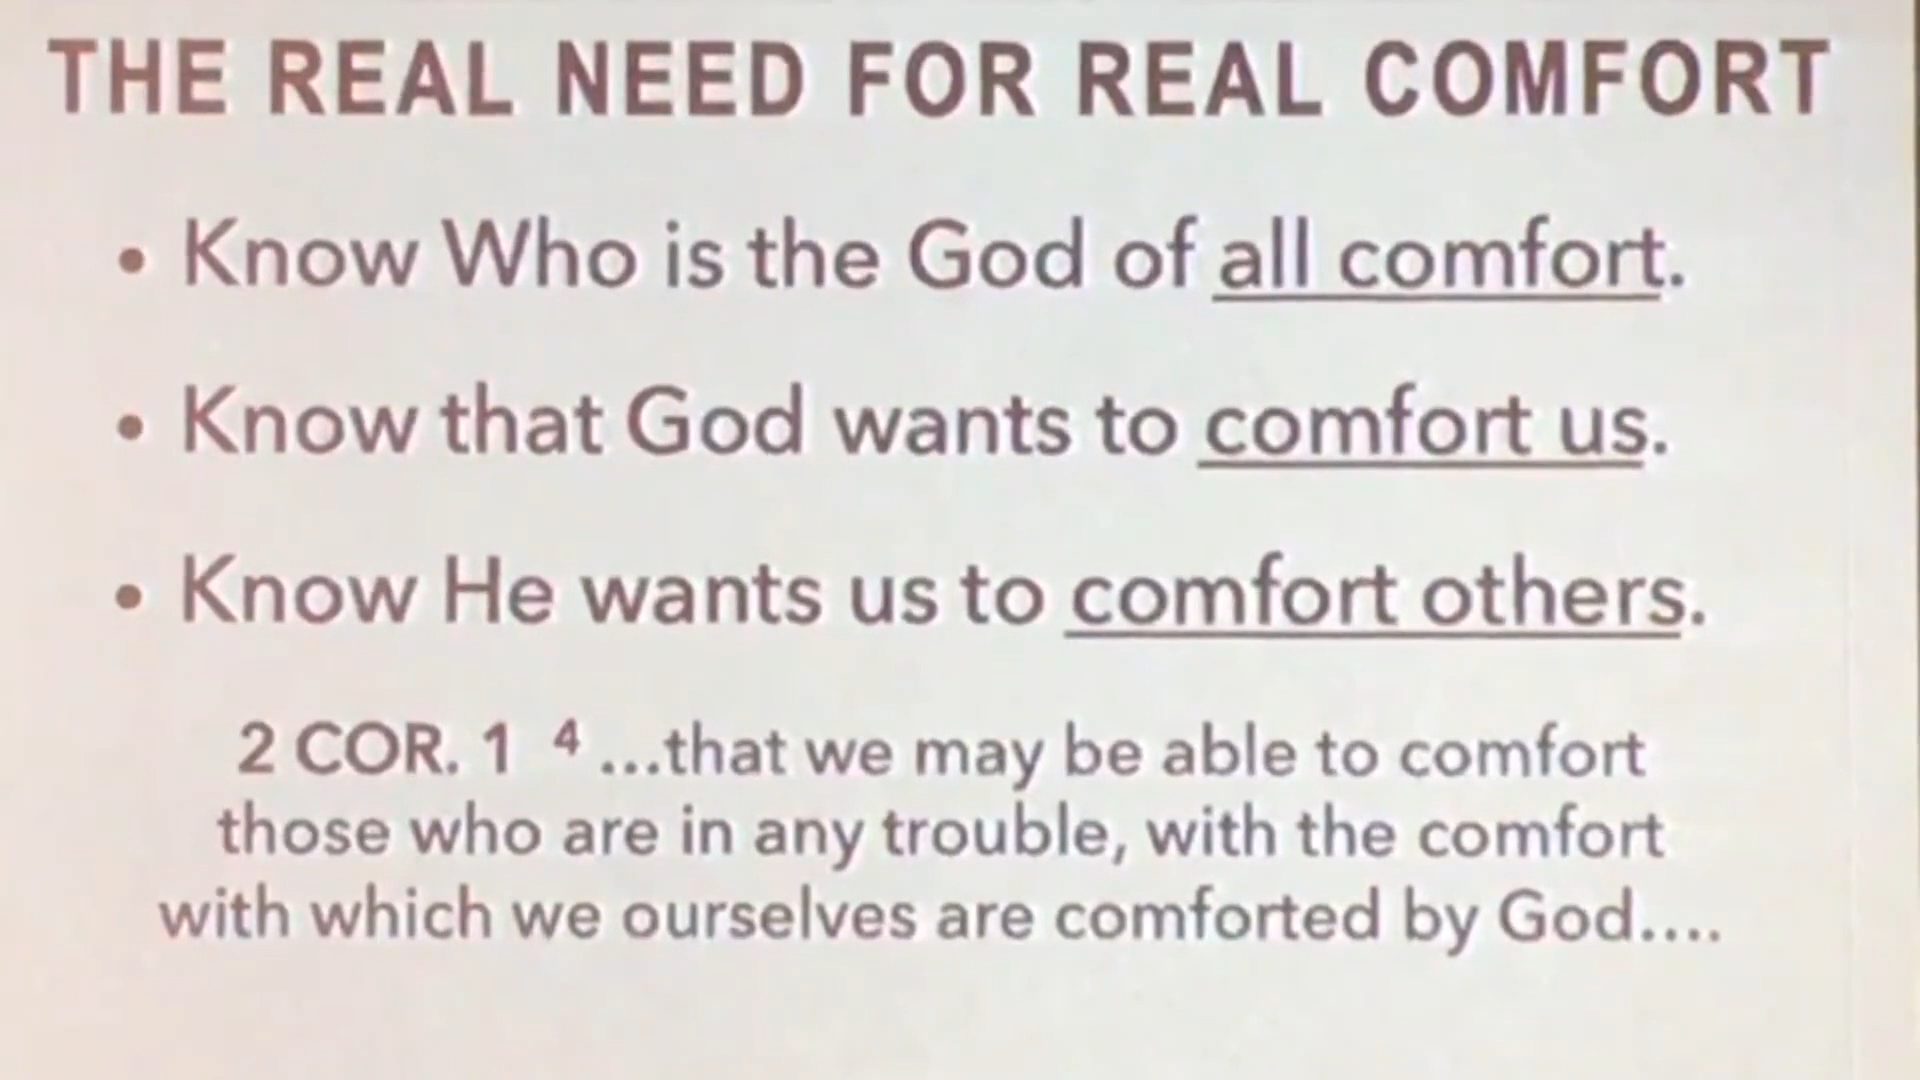 THE REAL NEED FOR REAL COMFORT
• Know Who is the God of all comfort.
• Know that God wants to comfort us.
• Know He wants us to comfort others.
2 COR. 1 4 ...that we may be able to comfort
those who are in any trouble, with the comfort
with which we ourselves are comforted by God....